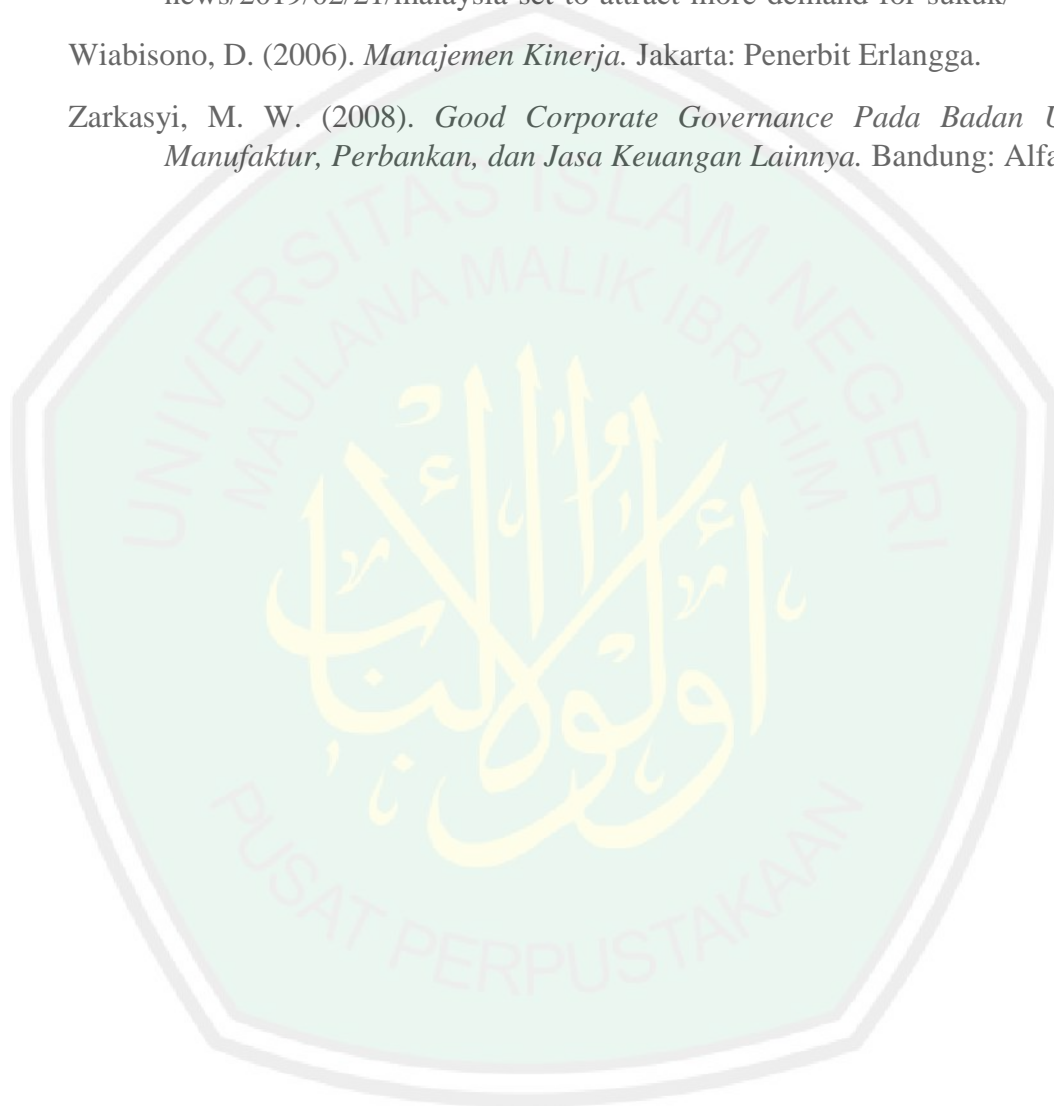 news/2019/02/21/malaysia-set-to-attract-more-demand-for-sukuk/
Wiabisono, D. (2006). Manajemen Kinerja. Jakarta: Penerbit Erlangga.
Zarkasyi, M. W. (2008). Good Corporate Governance Pada Badan U
Manufaktur, Perbankan, dan Jasa Keuangan Lainnya. Bandung: Alfa
UNIVERSITAS ISLAM NEGERI
MAULANA MALIK IBRAHIM
أولوا الألباب
PUSAT PERPUSTAKAAN